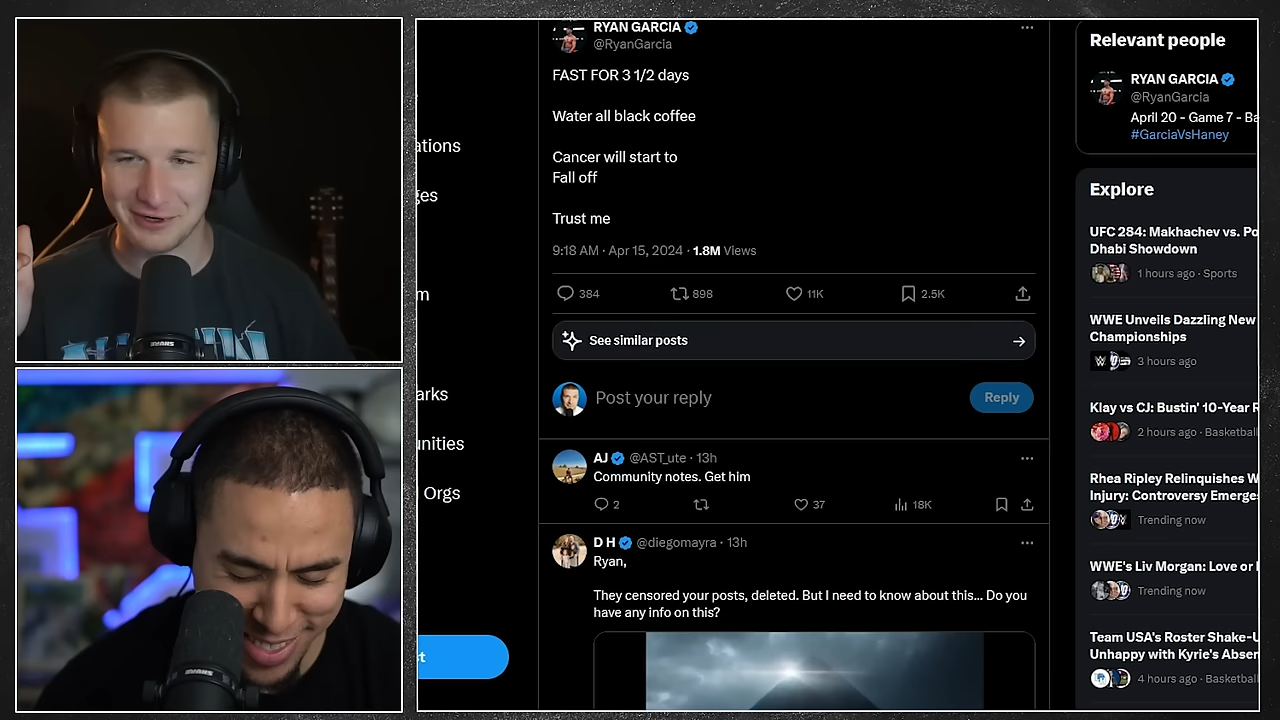 RYAN GARCIA
@RyanGarcia
FAST FOR 3 1/2 days
Water all black coffee
Cancer will start to
Fall off
Trust me
9:18 AM · Apr 15, 2024 · 1.8M Views
384
898
11K
2.5K
See similar posts
Post your reply
Reply
AJ @AST_ute · 13h
Community notes. Get him
2
37
18K
D H @diegomayra · 13h
Ryan,
They censored your posts, deleted. But I need to know about this... Do you
have any info on this?
ations
ges
m
arks
unities
Orgs
t
Relevant people
RYAN GARCIA
@RyanGarcia
April 20 - Game 7 - Ba
#GarciaVsHaney
Explore
UFC 284: Makhachev vs. Po
Dhabi Showdown
1 hours ago · Sports
WWE Unveils Dazzling New
Championships
3 hours ago
Klay vs CJ: Bustin' 10-Year R
2 hours ago · Basketball
Rhea Ripley Relinquishes W
Injury: Controversy Emerge
Trending now
WWE's Liv Morgan: Love or
Trending now
Team USA's Roster Shake-U
Unhappy with Kyrie's Absen
4 hours ago · Basketbal